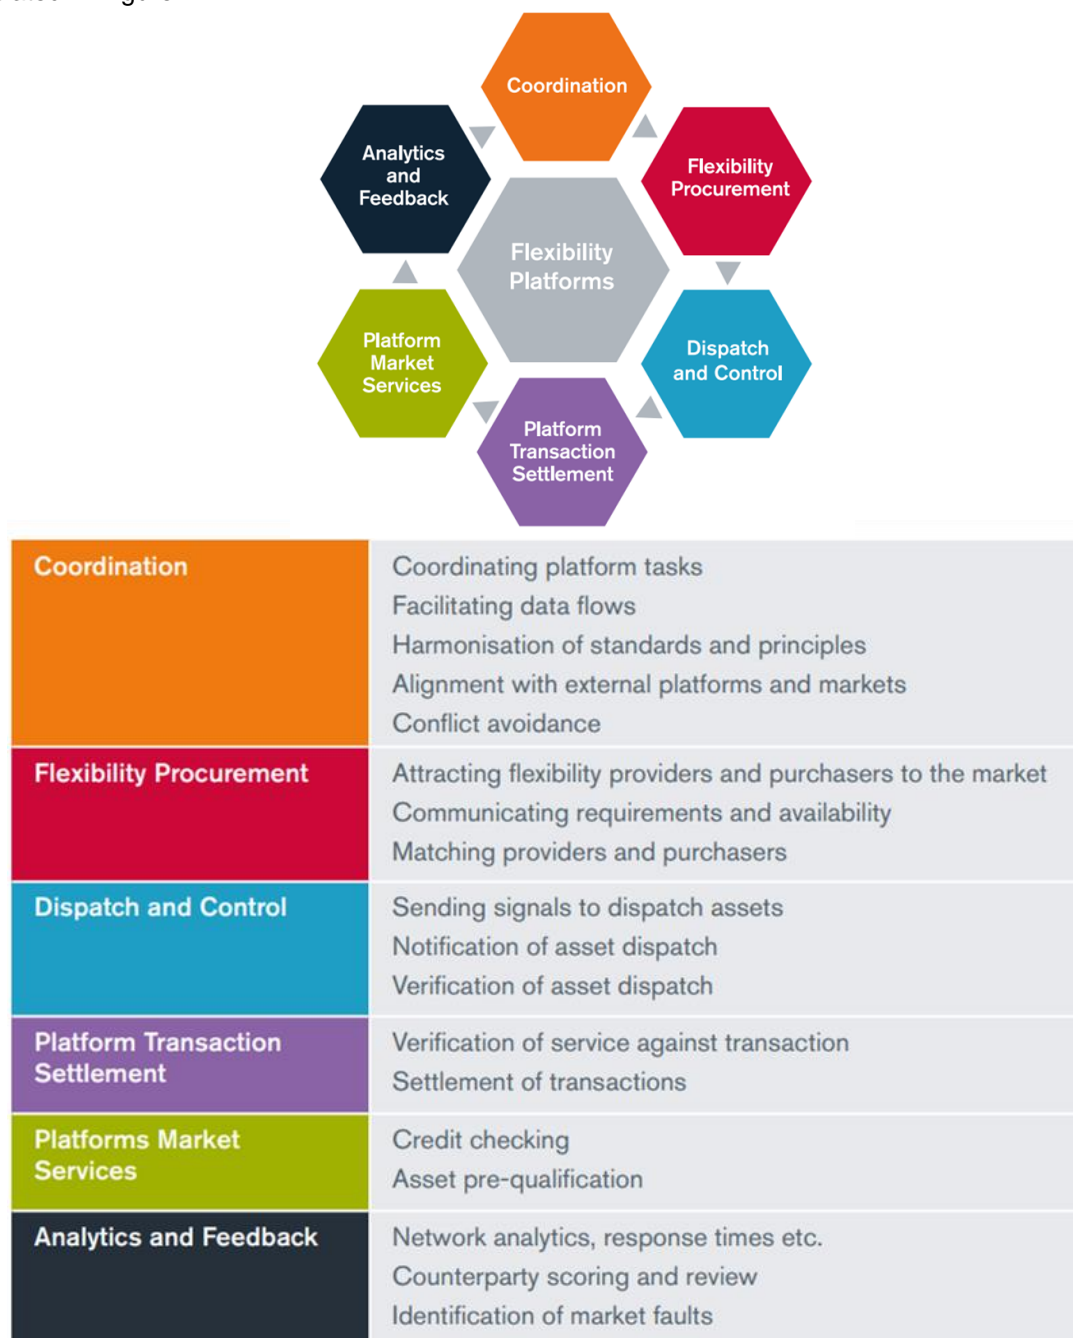 Coordination
Analytics
and
Feedback
Flexibility
Procurement
Flexibility
Platforms
Platform
Market
Services
Dispatch
and Control
Platform
Transaction
Settlement
Coordination
Coordinating platform tasks
Facilitating data flows
Harmonisation of standards and principles
Alignment with external platforms and markets
Conflict avoidance
Flexibility Procurement
Attracting flexibility providers and purchasers to the market
Communicating requirements and availability
Matching providers and purchasers
Dispatch and Control
Sending signals to dispatch assets
Notification of asset dispatch
Verification of asset dispatch
Platform Transaction
Settlement
Verification of service against transaction
Settlement of transactions
Platforms Market
Services
Credit checking
Asset pre-qualification
Analytics and Feedback
Network analytics, response times etc.
Counterparty scoring and review
Identification of market faults